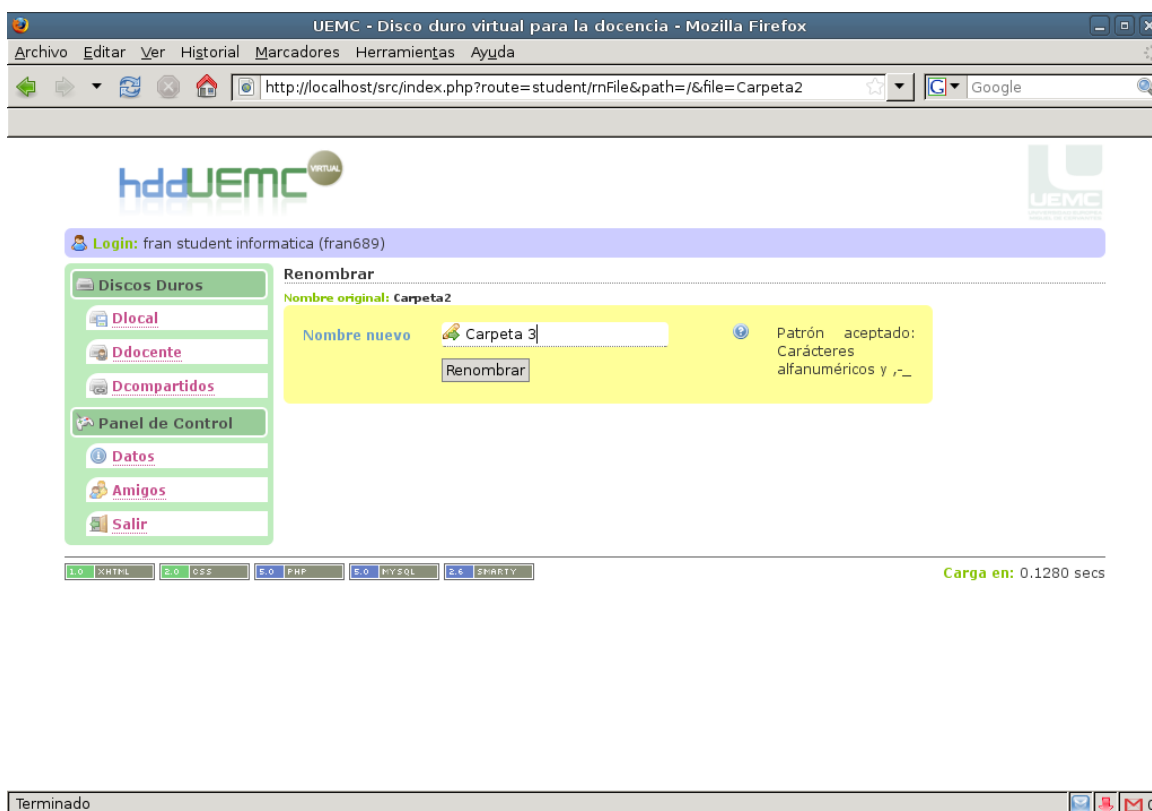 UEMC - Disco duro virtual para la docencia - Mozilla Firefox
Archivo Editar Ver Historial Marcadores Herramientas Ayuda
http://localhost/src/index.php?route=student/rnFile&path=/&file=Carpeta2
G Google
hddUEMC VIRTUAL
UEMC
Login: fran student informatica (fran689)
Discos Duros
Dlocal
Ddocente
Dcompartidos
Panel de Control
Datos
Amigos
Salir
Renombrar
Nombre original: Carpeta2
Nombre nuevo
Carpeta 3
Renombrar
Patrón aceptado:
Carácteres
alfanuméricos y ,-_
1.0 XHTML 2.0 CSS 5.0 PHP 5.0 MYSQL 2.6 SMARTY
Carga en: 0.1280 secs
Terminado